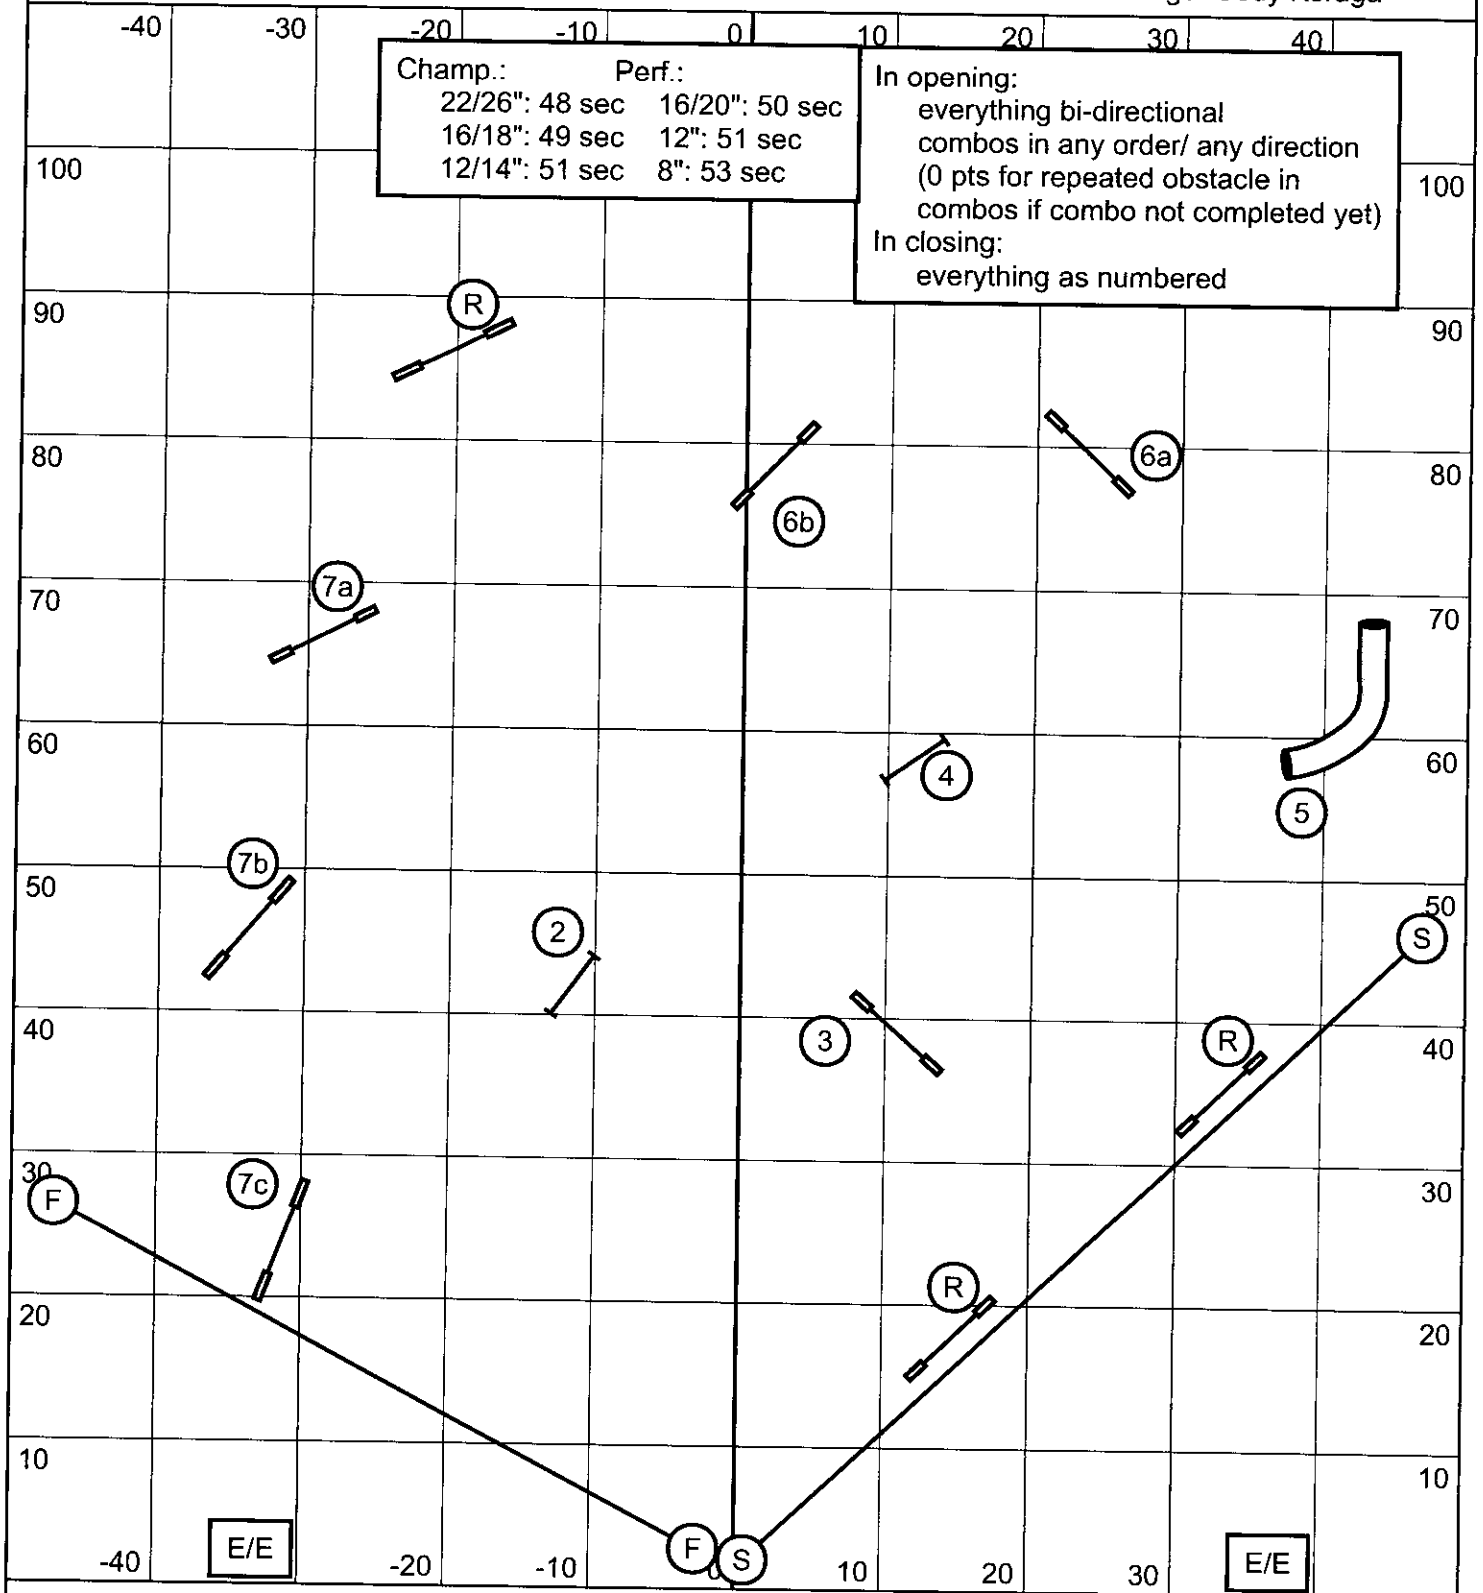 -40 -30 -20 -10 0 10 20 30 40
Champ.: Perf.:
22/26": 48 sec 16/20": 50 sec
16/18": 49 sec 12": 51 sec
12/14": 51 sec 8": 53 sec
In opening:
everything bi-directional
combos in any order/ any direction
(0 pts for repeated obstacle in
combos if combo not completed yet)
In closing:
everything as numbered
100 100
R
90 90
6a
80 80
6b
7a
70 70
60 60
4
5
7b
50 50
2
S
3
R
40 40
30 30
7c
F
R
20 20
10 10
E/E
F
S
E/E
-40 -20 -10 0 10 20 30